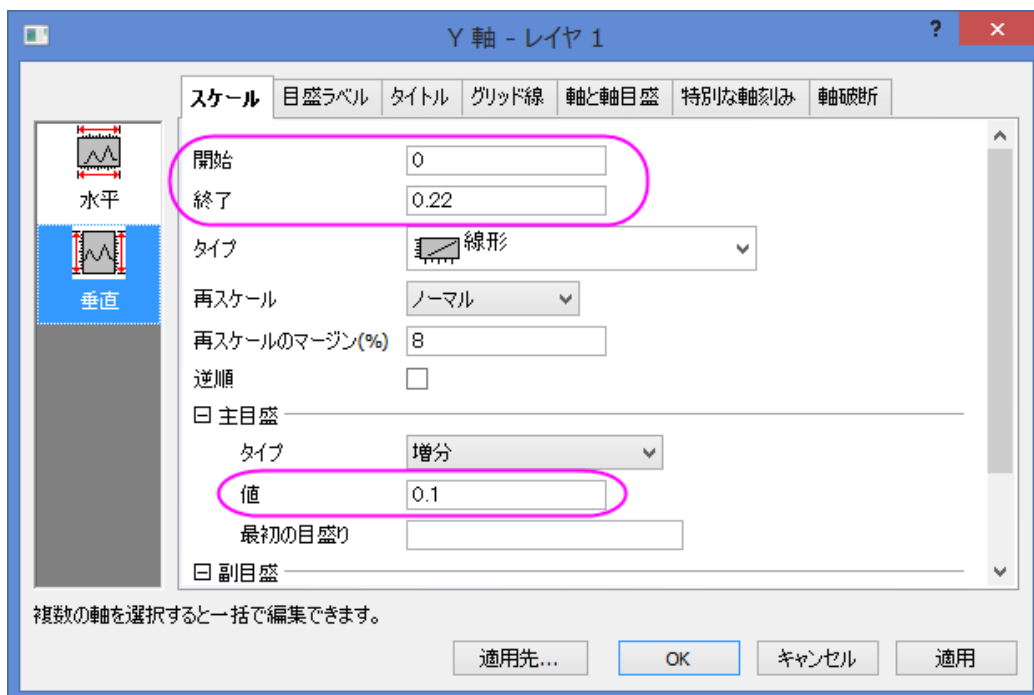 Y 軸 - レイヤ 1
?
×
スケール 目盛ラベル タイトル グリッド線 軸と軸目盛 特別な軸刻み 軸破断
水平
垂直
開始 0
終了 0.22
タイプ 線形
再スケール ノーマル
再スケールのマージン(%) 8
逆順
主目盛
タイプ 増分
値 0.1
最初の目盛り
副目盛
複数の軸を選択すると一括で編集できます。
適用先... OK キャンセル 適用